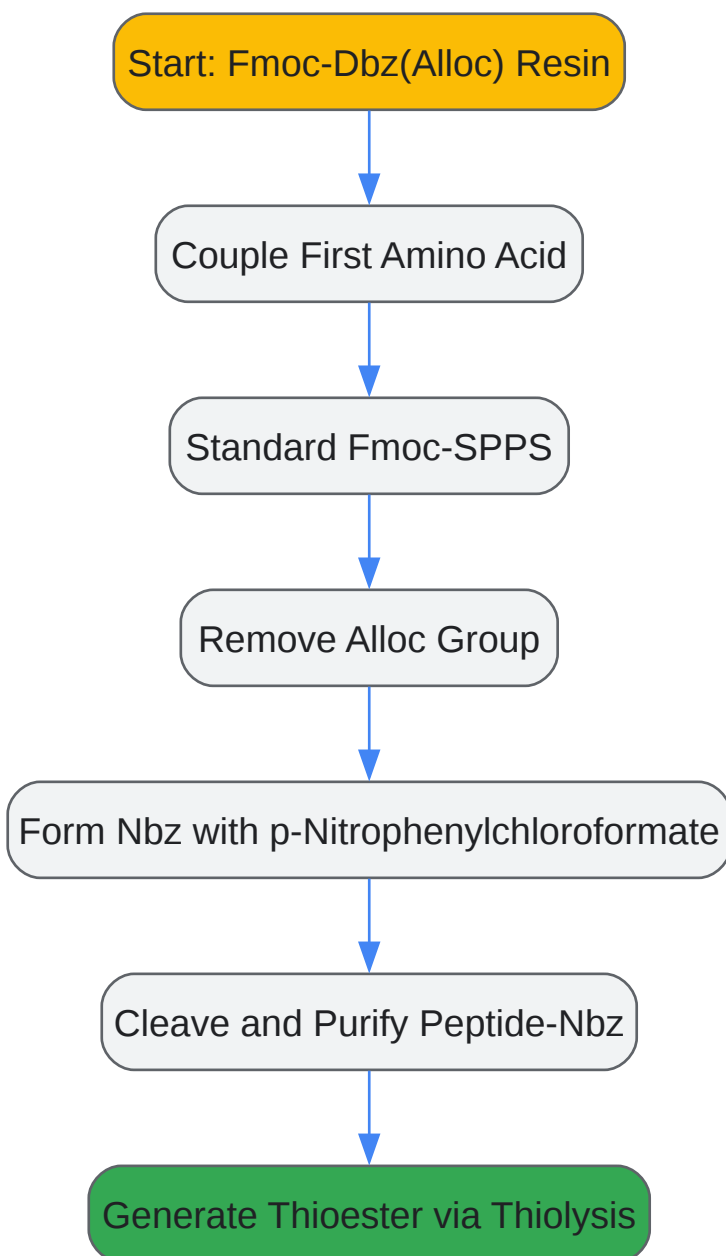 Start: Fmoc-Dbz(Alloc) Resin
Couple First Amino Acid
Standard Fmoc-SPPS
Remove Alloc Group
Form Nbz with p-Nitrophenylchloroformate
Cleave and Purify Peptide-Nbz
Generate Thioester via Thiolysis